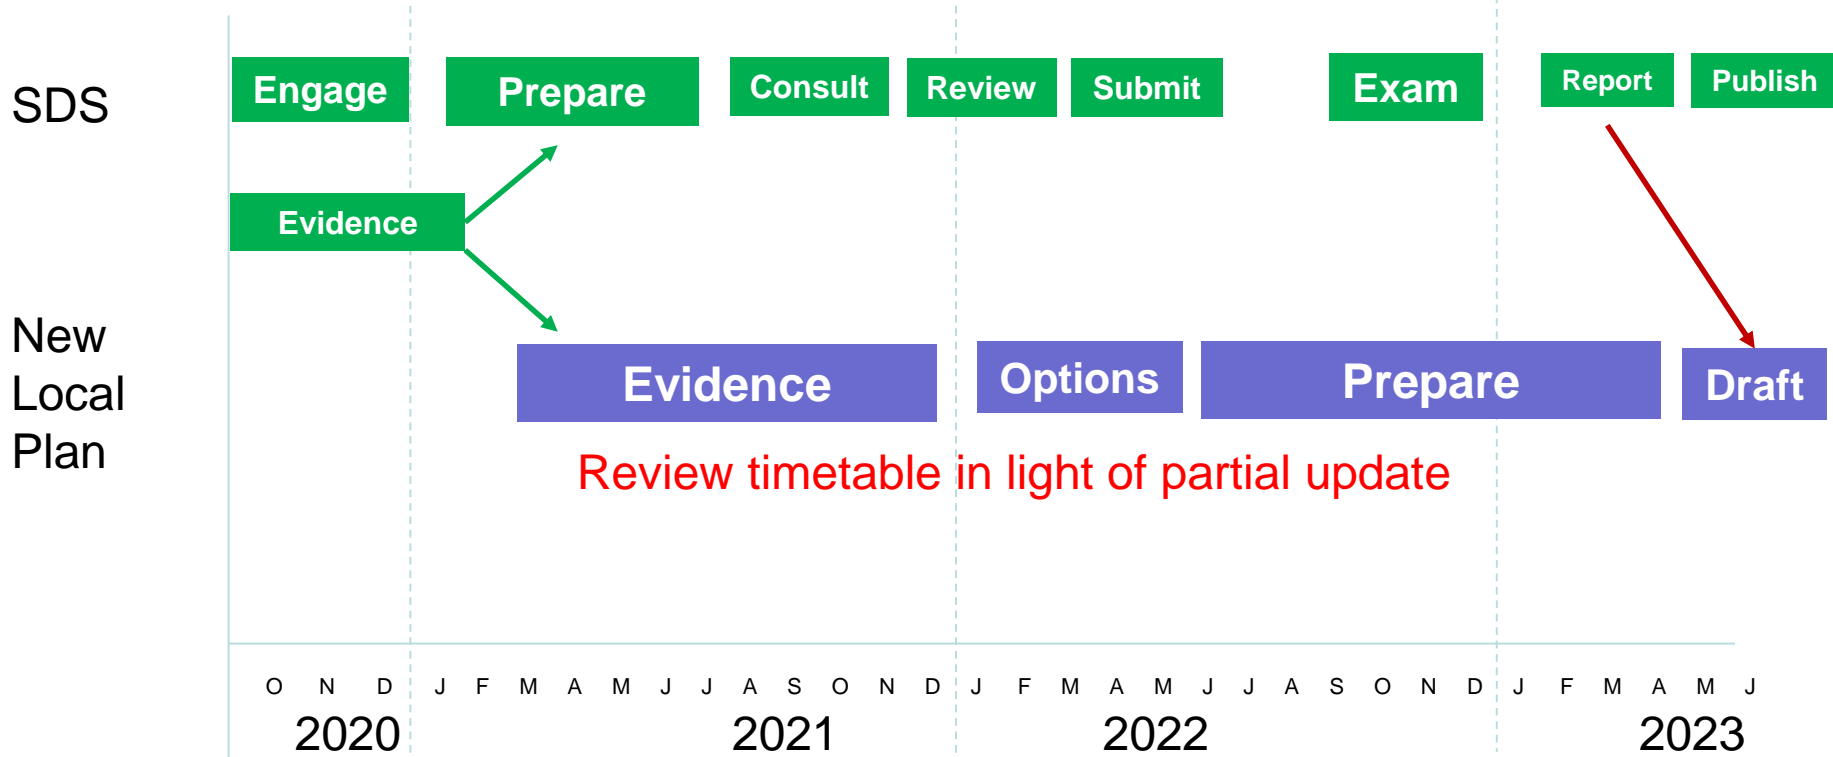 SDS
Engage
Prepare
Consult
Review
Submit
Exam
Report
Publish
Evidence
New
Local
Plan
Evidence
Options
Prepare
Draft
Review timetable in light of partial update
O N D J F M A M J J A S O N D J F M A M J J A S O N D J F M A M J
2020 2021 2022 2023